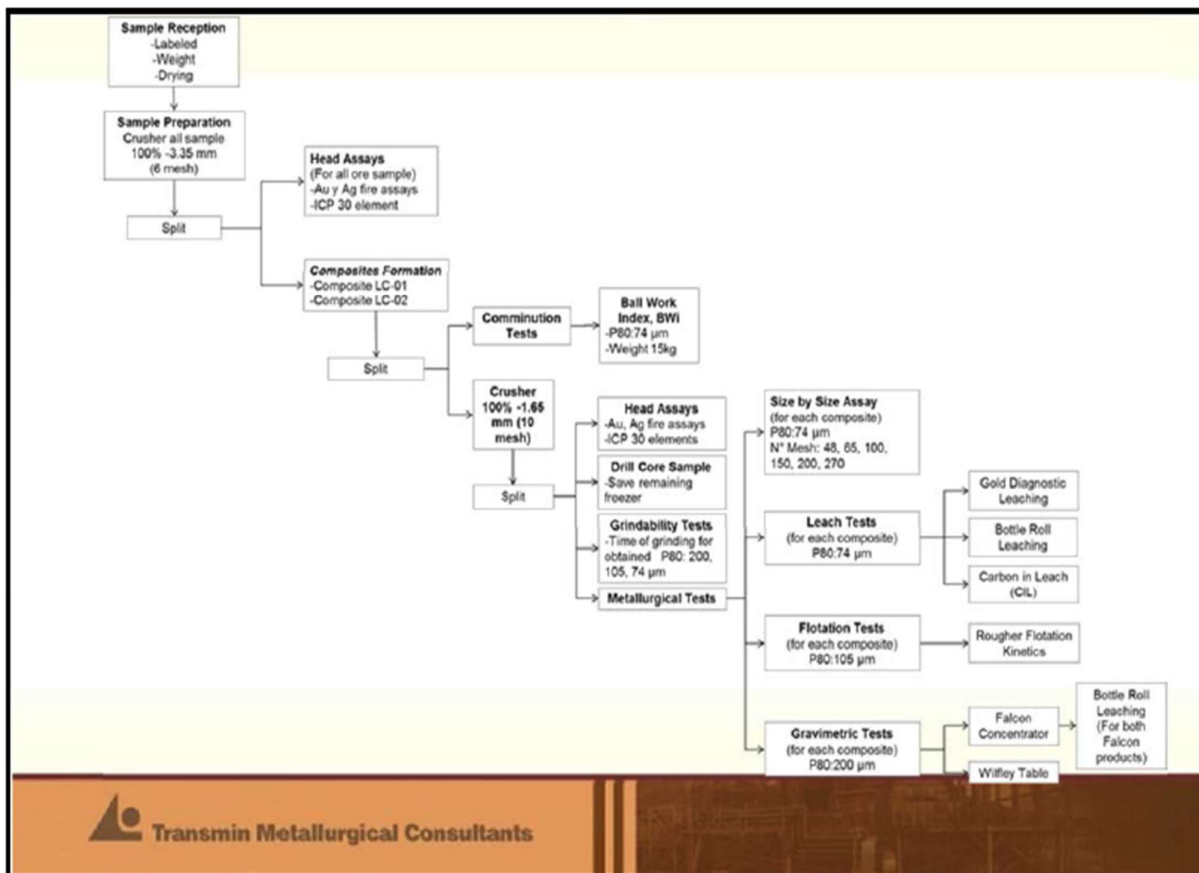 Sample Reception
-Labeled
-Weight
-Drying
Sample Preparation
Crusher all sample
100% -3.35 mm
(6 mesh)
Split
Head Assays
(For all ore sample)
-Au y Ag fire assays
-ICP 30 element
Composites Formation
-Composite LC-01
-Composite LC-02
Split
Comminution
Tests
Ball Work
Index, BWi
-P80:74 µm
-Weight 15kg
Crusher
100% -1.65
mm (10
mesh)
Split
Head Assays
-Au, Ag fire assays
-ICP 30 elements
Drill Core Sample
-Save remaining
freezer
Grindability Tests
-Time of grinding for
obtained P80: 200,
105, 74 µm
Metallurgical Tests
Size by Size Assay
(for each composite)
P80:74 µm
N° Mesh: 48, 65, 100,
150, 200, 270
Leach Tests
(for each composite)
P80:74 µm
Gold Diagnostic
Leaching
Bottle Roll
Leaching
Carbon in Leach
(CIL)
Flotation Tests
(for each composite)
P80:105 µm
Rougher Flotation
Kinetics
Gravimetric Tests
(for each composite)
P80:200 µm
Falcon
Concentrator
Bottle Roll
Leaching
(For both
Falcon
products)
Wilfley Table
Transmin Metallurgical Consultants